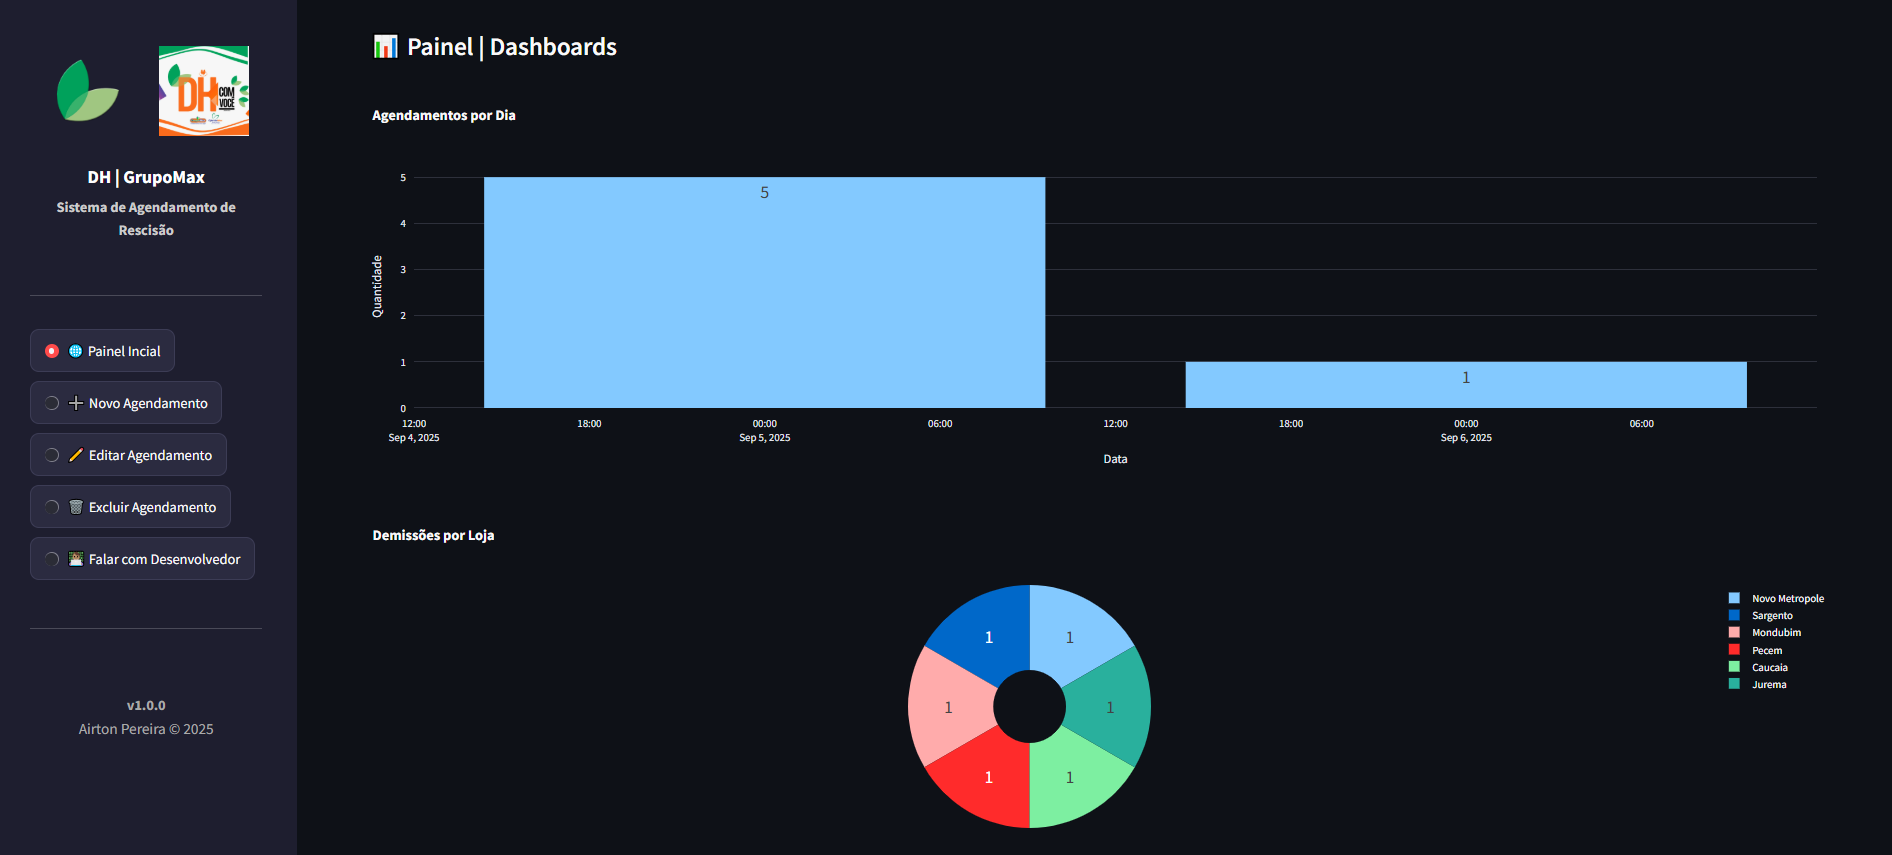 DH
COM
VOCÊ
DH | GrupoMax
Sistema de Agendamento de
Rescisão
Painel Incial
Novo Agendamento
Editar Agendamento
Excluir Agendamento
Falar com Desenvolvedor
v1.0.0
Airton Pereira © 2025
Painel | Dashboards
Agendamentos por Dia
Quantidade
5
4
3
2
1
0
5
1
12:00
Sep 4, 2025
18:00
00:00
Sep 5, 2025
06:00
12:00
18:00
00:00
Sep 6, 2025
06:00
Data
Demissões por Loja
1
1
1
1
1
1
Novo Metropole
Sargento
Mondubim
Pecem
Caucaia
Jurema